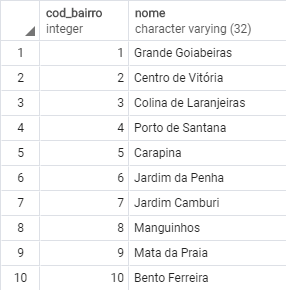 cod_bairro nome
integer character varying (32)
1 1 Grande Goiabeiras
2 2 Centro de Vitória
3 3 Colina de Laranjeiras
4 4 Porto de Santana
5 5 Carapina
6 6 Jardim da Penha
7 7 Jardim Camburi
8 8 Manguinhos
9 9 Mata da Praia
10 10 Bento Ferreira